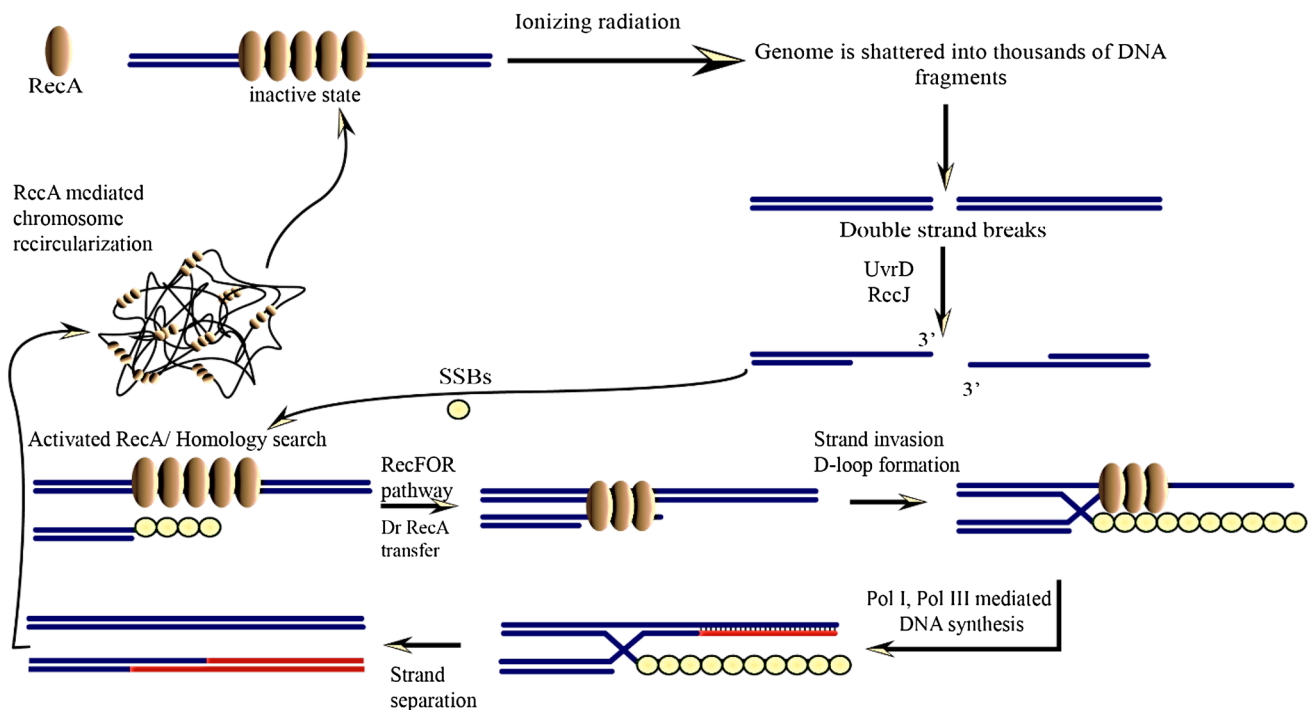 RecA
inactive state
Ionizing radiation
Genome is shattered into thousands of DNA
fragments
Double strand breaks
UvrD
RecJ
3’
3’
SSBs
Activated RecA/ Homology search
RecFOR
pathway
Dr RecA
transfer
Strand invasion
D-loop formation
Pol I, Pol III mediated
DNA synthesis
Strand
separation
RecA mediated
chromosome
recircularization